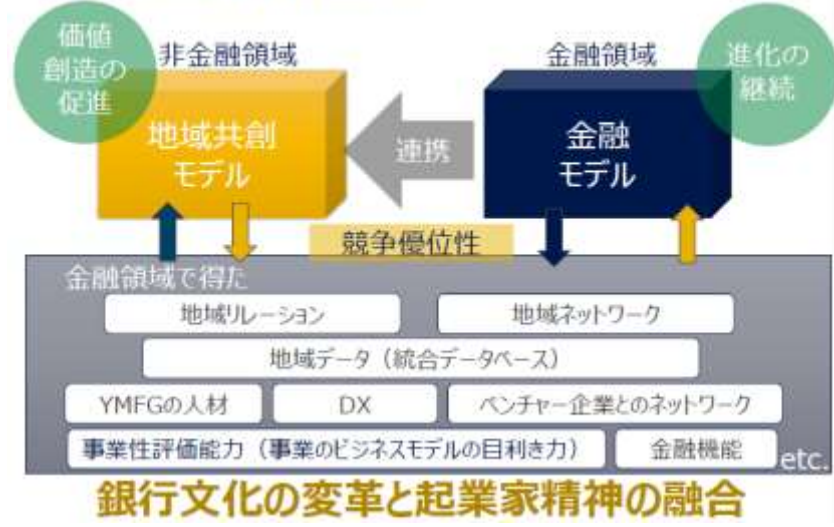 価値
創造の
促進
非金融領域
金融領域
進化の
継続
地域共創
モデル
連携
金融
モデル
競争優位性
金融領域で得た
地域リレーション
地域ネットワーク
地域データ（統合データベース）
YMFGの人材
DX
ベンチャー企業とのネットワーク
事業性評価能力（事業のビジネスモデルの目利き力）
金融機能
etc.
銀行文化の変革と起業家精神の融合